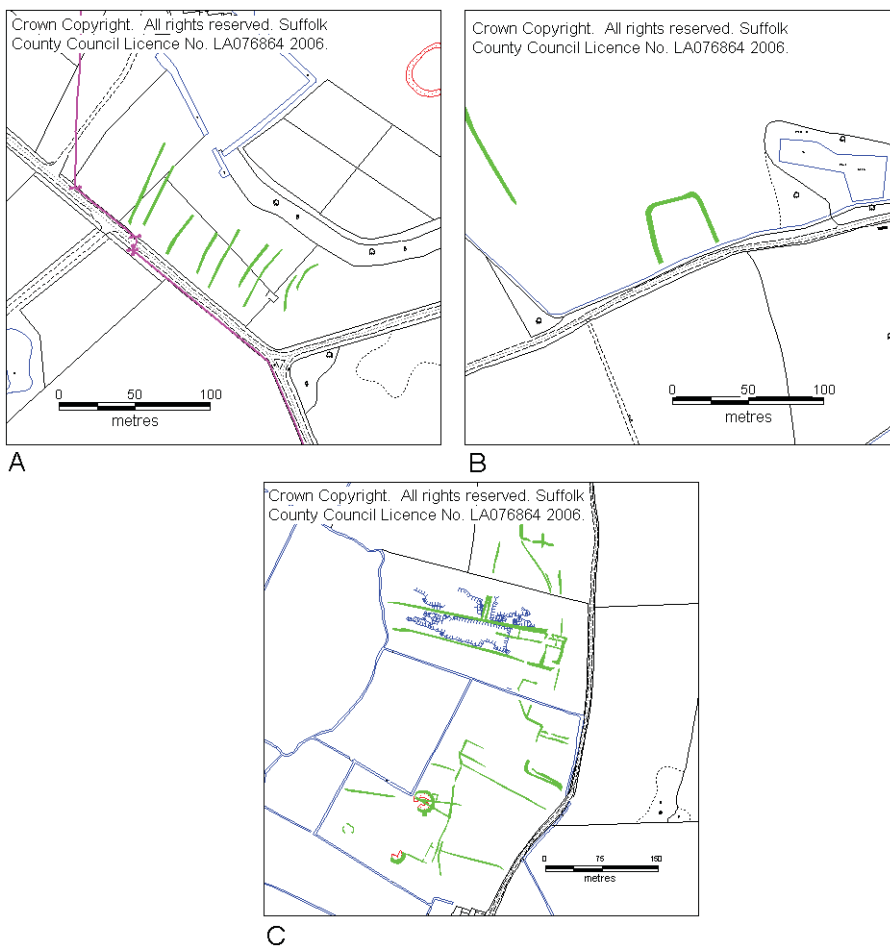 Crown Copyright. All rights reserved. Suffolk
County Council Licence No. LA076864 2006.
0 50 100
metres
A
Crown Copyright. All rights reserved. Suffolk
County Council Licence No. LA076864 2006.
0 50 100
metres
B
Crown Copyright. All rights reserved. Suffolk
County Council Licence No. LA076864 2006.
0 75 150
metres
C